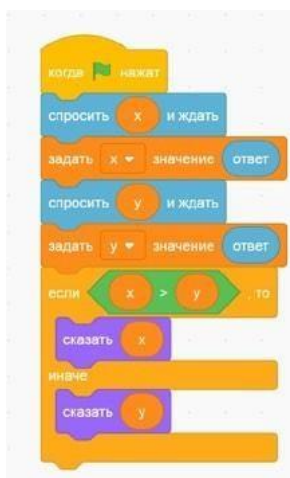 когда нажат
спросить x и ждать
задать x значение ответ
спросить y и ждать
задать y значение ответ
если x > y , то
сказать x
иначе
сказать y